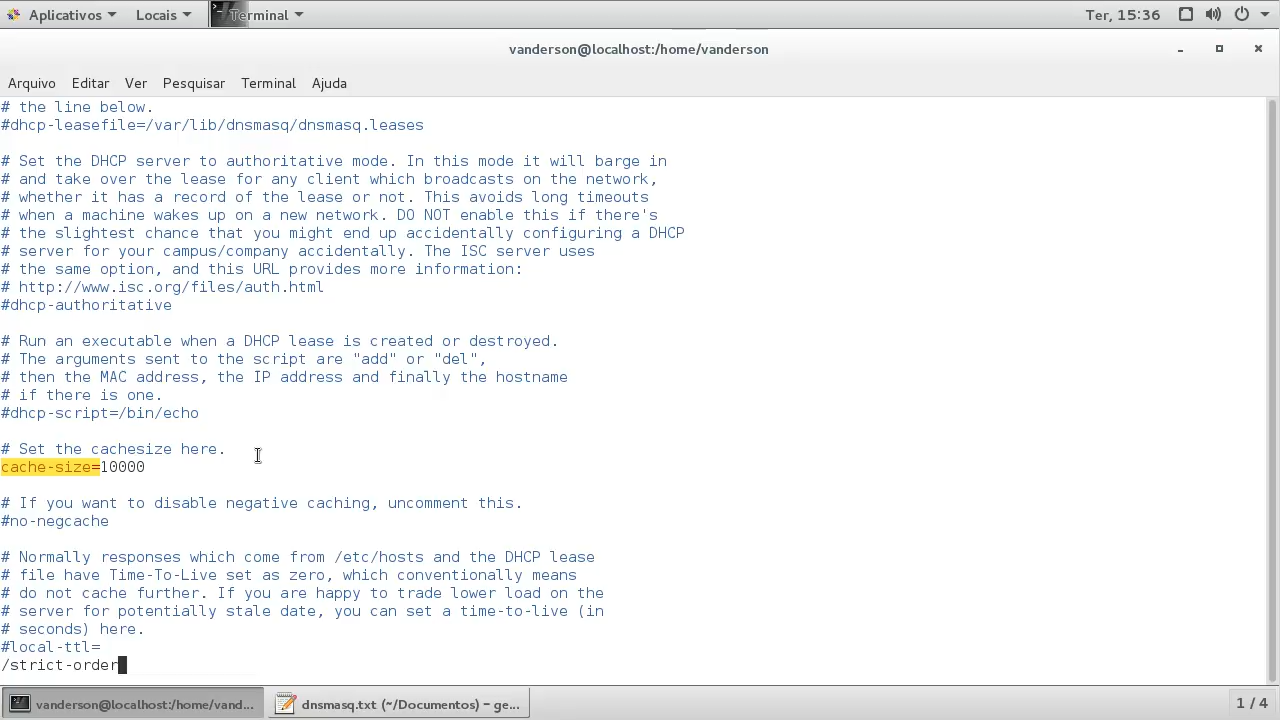 Aplicativos Locais Terminal Ter, 15:36
vanderson@localhost:/home/vanderson
Arquivo Editar Ver Pesquisar Terminal Ajuda
# the line below.
#dhcp-leasefile=/var/lib/dnsmasq/dnsmasq.leases
# Set the DHCP server to authoritative mode. In this mode it will barge in
# and take over the lease for any client which broadcasts on the network,
# whether it has a record of the lease or not. This avoids long timeouts
# when a machine wakes up on a new network. DO NOT enable this if there's
# the slightest chance that you might end up accidentally configuring a DHCP
# server for your campus/company accidentally. The ISC server uses
# the same option, and this URL provides more information:
# http://www.isc.org/files/auth.html
#dhcp-authoritative
# Run an executable when a DHCP lease is created or destroyed.
# The arguments sent to the script are "add" or "del",
# then the MAC address, the IP address and finally the hostname
# if there is one.
#dhcp-script=/bin/echo
# Set the cachesize here.
cache-size=10000
# If you want to disable negative caching, uncomment this.
#no-negcache
# Normally responses which come from /etc/hosts and the DHCP lease
# file have Time-To-Live set as zero, which conventionally means
# do not cache further. If you are happy to trade lower load on the
# server for potentially stale date, you can set a time-to-live (in
# seconds) here.
#local-ttl=
/strict-order
vanderson@localhost:/home/vand... dnsmasq.txt (~/Documentos) - ge... 1 / 4